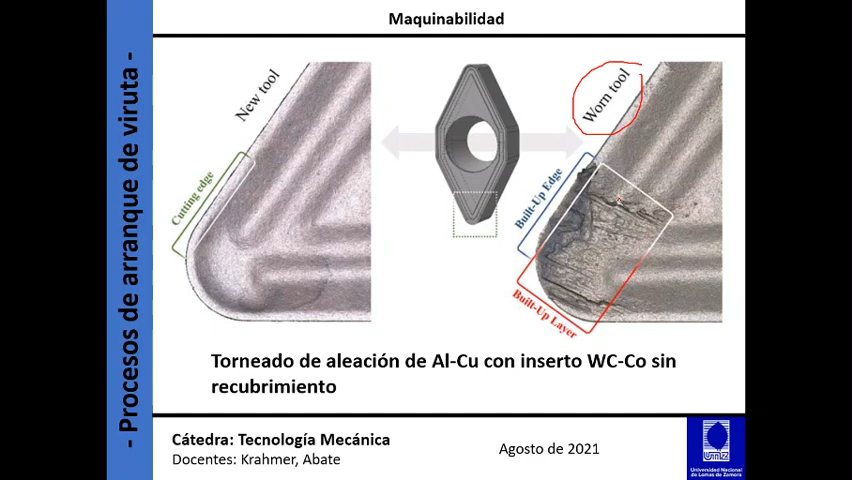 Maquinabilidad
- Procesos de arranque de viruta -
New tool
Cutting edge
Worn tool
Built-Up Edge
Built-Up Layer
Torneado de aleación de Al-Cu con inserto WC-Co sin
recubrimiento
Cátedra: Tecnología Mecánica
Docentes: Krahmer, Abate
Agosto de 2021
Universidad Nacional
de Lomas de Zamora